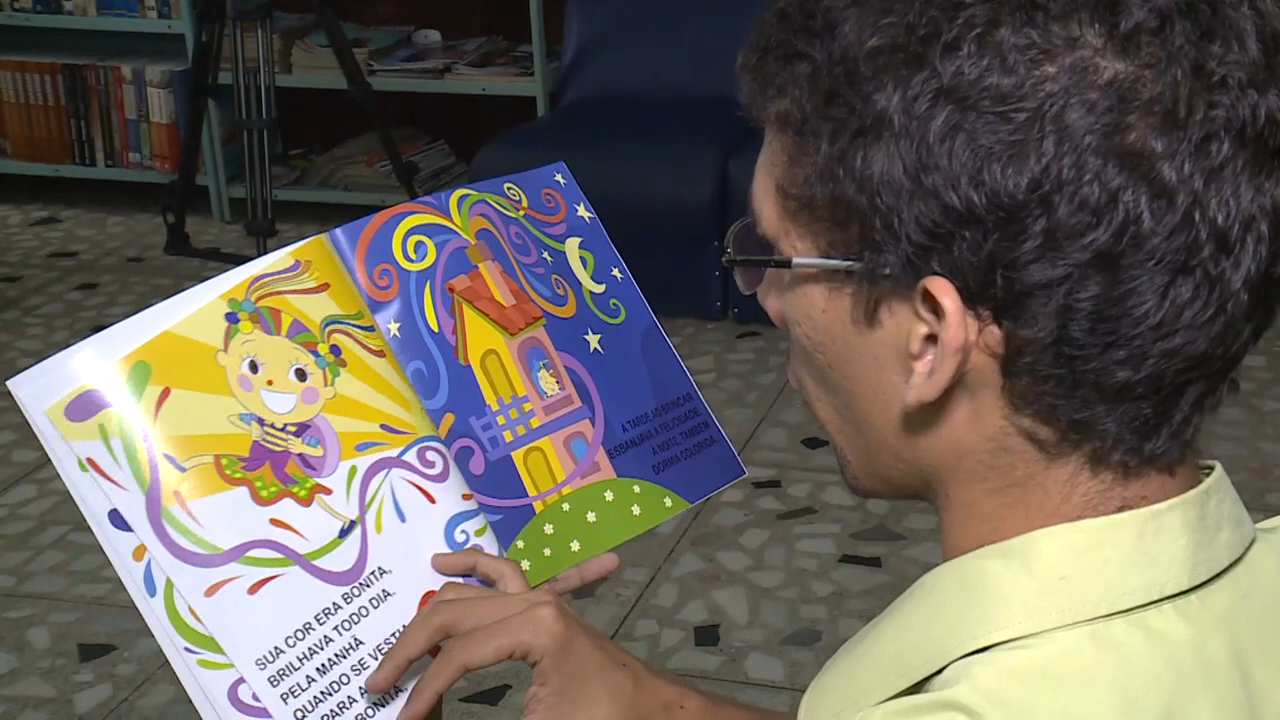 SUA COR ERA BONITA,
BRILHAVA TODO DIA.
PELA MANHÃ
QUANDO SE
PARA
BONITA.
À TARDE, AO BRINCAR
ESBANJAVA A FELICIDADE.
À NOITE, TAMBÉM
DORMIA COLORIDA.